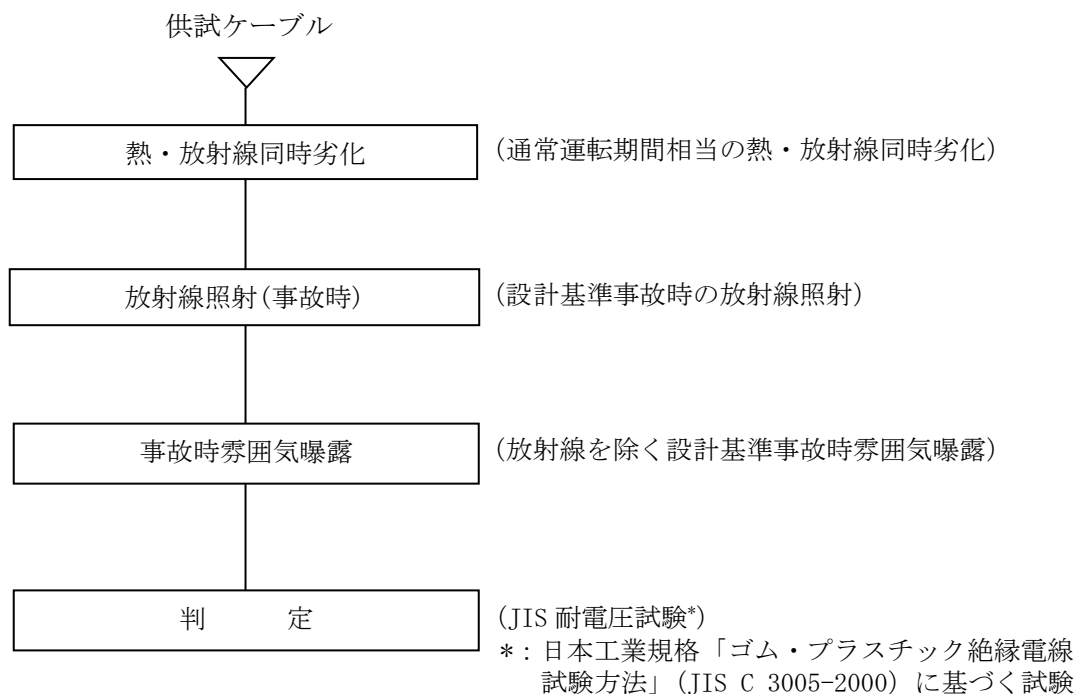 供試ケーブル
熱・放射線同時劣化
(通常運転期間相当の熱・放射線同時劣化)
放射線照射(事故時)
(設計基準事故時の放射線照射)
事故時雰囲気曝露
(放射線を除く設計基準事故時雰囲気曝露)
判 定
(JIS 耐電圧試験*)
*：日本工業規格「ゴム・プラスチック絶縁電線
試験方法」(JIS C 3005-2000) に基づく試験